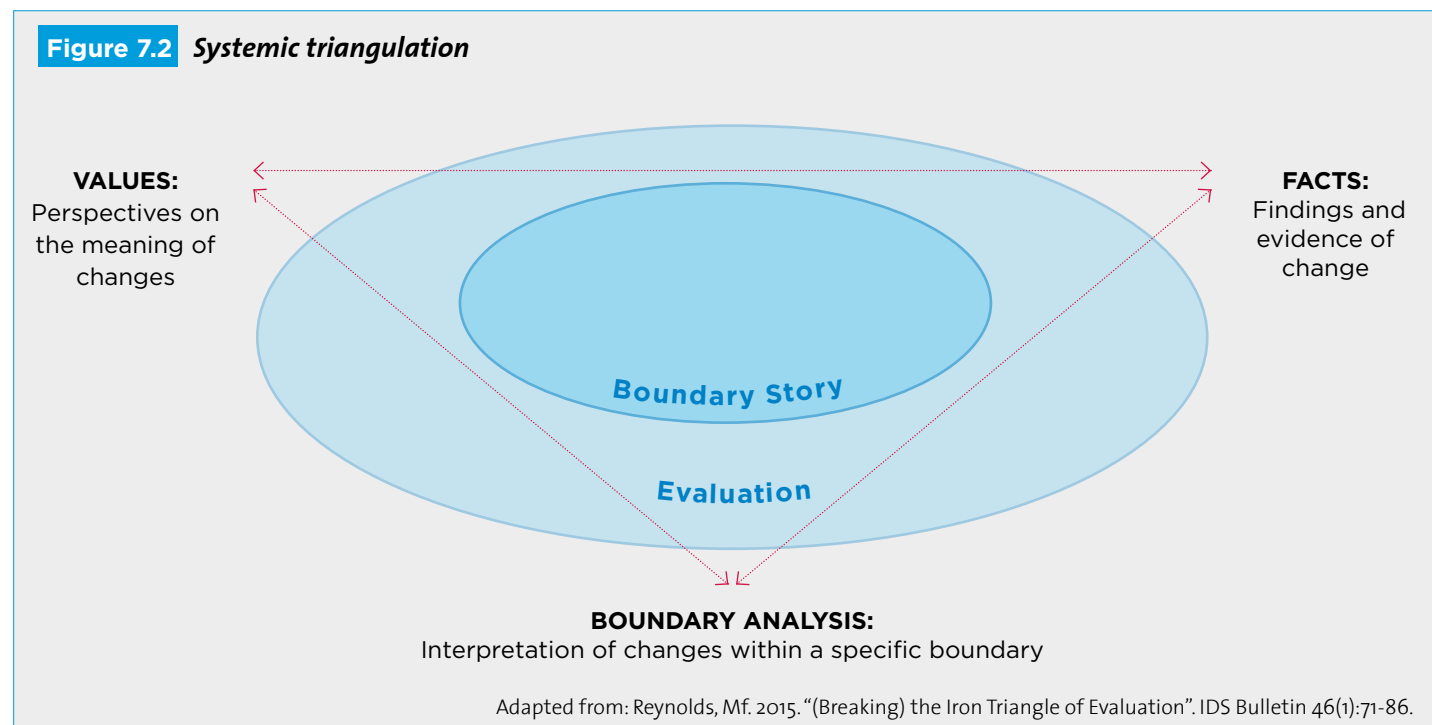 Figure 7.2 Systemic triangulation
VALUES:
Perspectives on
the meaning of
changes
FACTS:
Findings and
evidence of
change
Boundary Story
Evaluation
BOUNDARY ANALYSIS:
Interpretation of changes within a specific boundary
Adapted from: Reynolds, Mf. 2015. “(Breaking) the Iron Triangle of Evaluation”. IDS Bulletin 46(1):71-86.